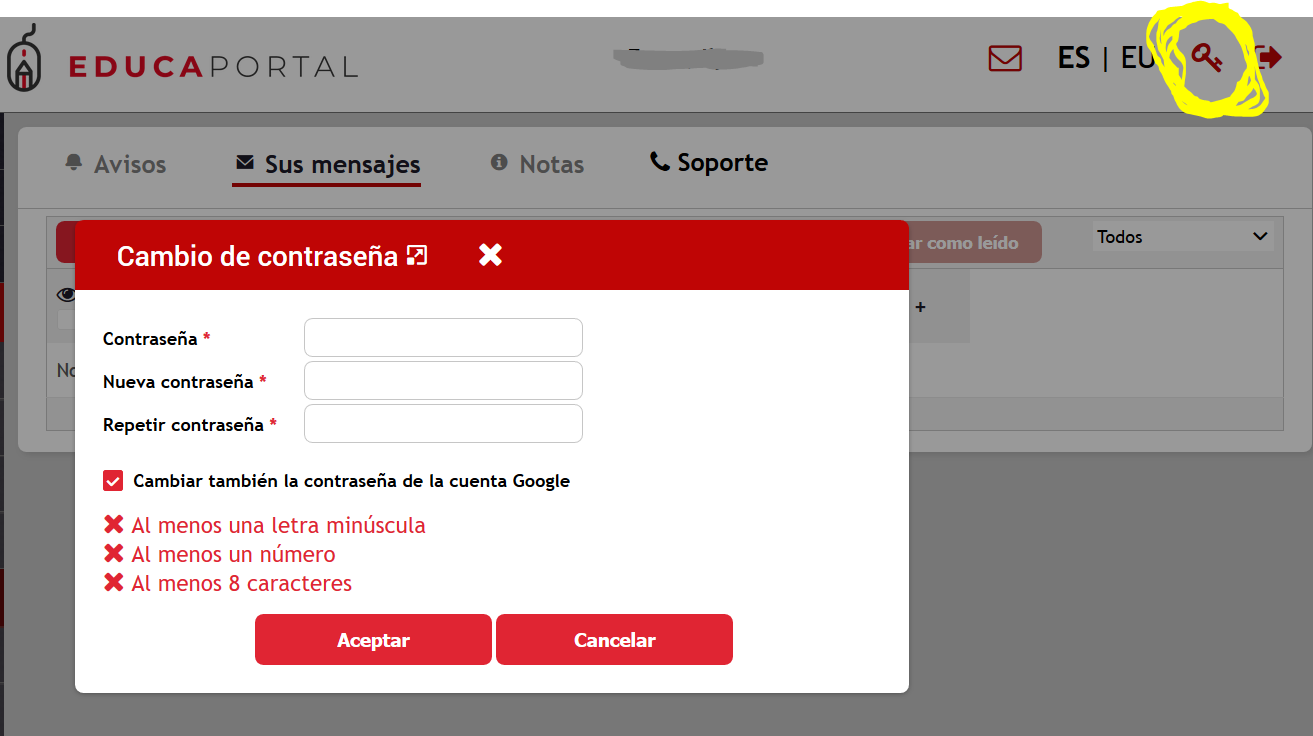 EDUCAPORTAL
ES | EU
Avisos
Sus mensajes
Notas
Soporte
ar como leído
Todos
Cambio de contraseña
+
Contraseña *
Nueva contraseña *
Repetir contraseña *
No
Cambiar también la contraseña de la cuenta Google
Al menos una letra minúscula
Al menos un número
Al menos 8 caracteres
Aceptar
Cancelar